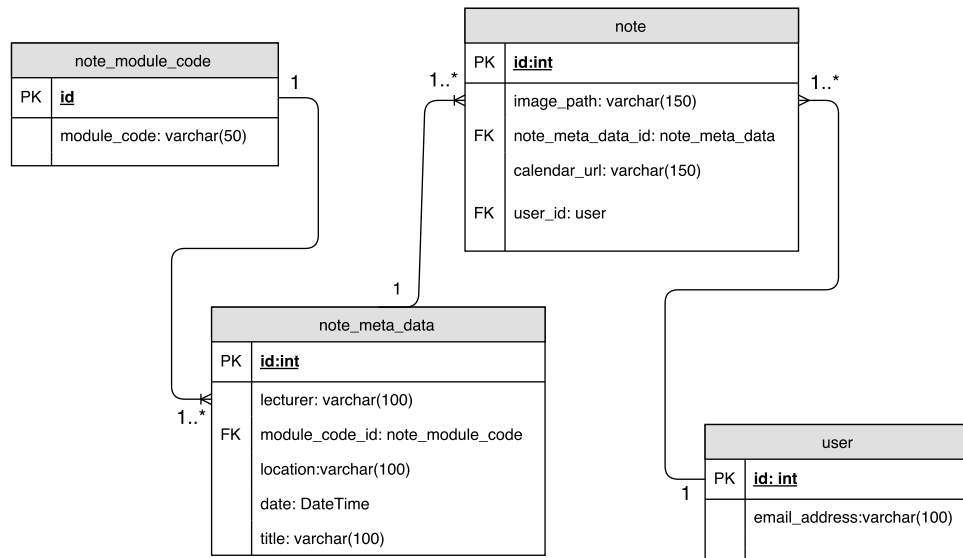 note
PK id:int
image_path: varchar(150)
FK note_meta_data_id: note_meta_data
calendar_url: varchar(150)
FK user_id: user
note_module_code
PK id
module_code: varchar(50)
1
1..*
1..*
1
1..*
note_meta_data
PK id:int
lecturer: varchar(100)
FK module_code_id: note_module_code
location:varchar(100)
date: DateTime
title: varchar(100)
user
PK id: int
email_address:varchar(100)
1